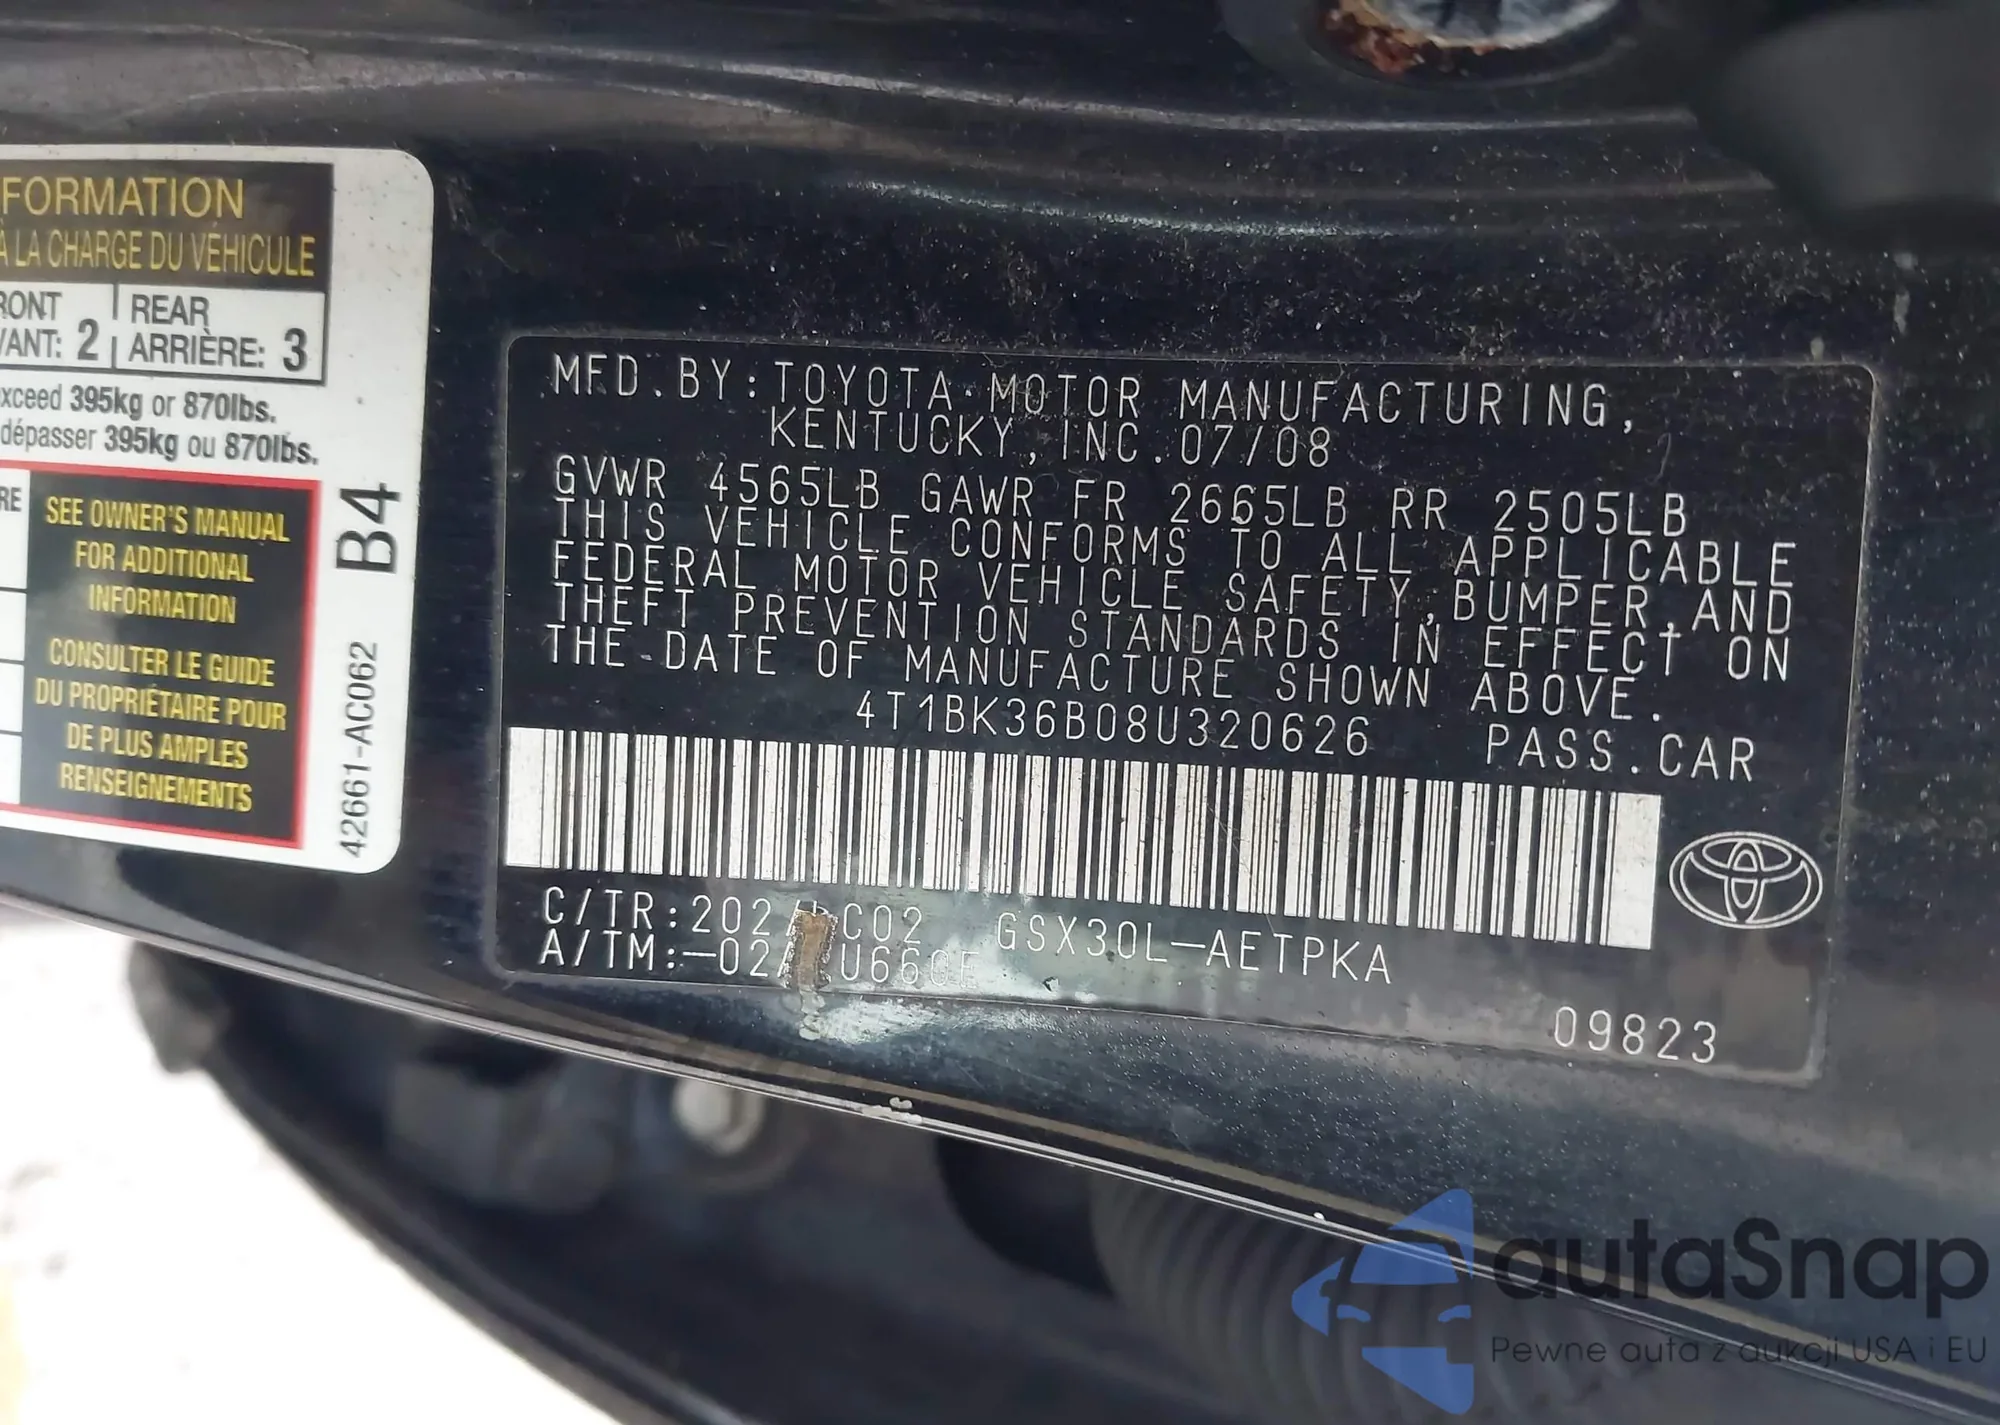 FORMATION
À LA CHARGE DU VÉHICULE
REAR
2 ARRIÈRE: 3
395kg or 870lbs.
dépasser 395kg ou 870lbs.
SEE OWNER'S MANUAL
FOR ADDITIONAL
INFORMATION
CONSULTER LE GUIDE
DU PROPRIÉTAIRE POUR
DE PLUS AMPLES
RENSEIGNEMENTS
42661-AC062 B4
MFD.BY:TOYOTA MOTOR MANUFACTURING,
KENTUCKY,INC.07/08
GVWR 4565LB GAWR FR 2665LB RR 2505LB
THIS VEHICLE CONFORMS TO ALL APPLICABLE
FEDERAL MOTOR VEHICLE SAFETY,BUMPER,AND
THEFT PREVENTION STANDARDS IN EFFECT ON
THE DATE OF MANUFACTURE SHOWN ABOVE.
4T1BK36B08U320626 PASS.CAR
C/TR:202 C02 GSX30L-AETPKA
A/TM:-02 U660E
09823
autaSnap
Pewne auta z aukcji USA i EU